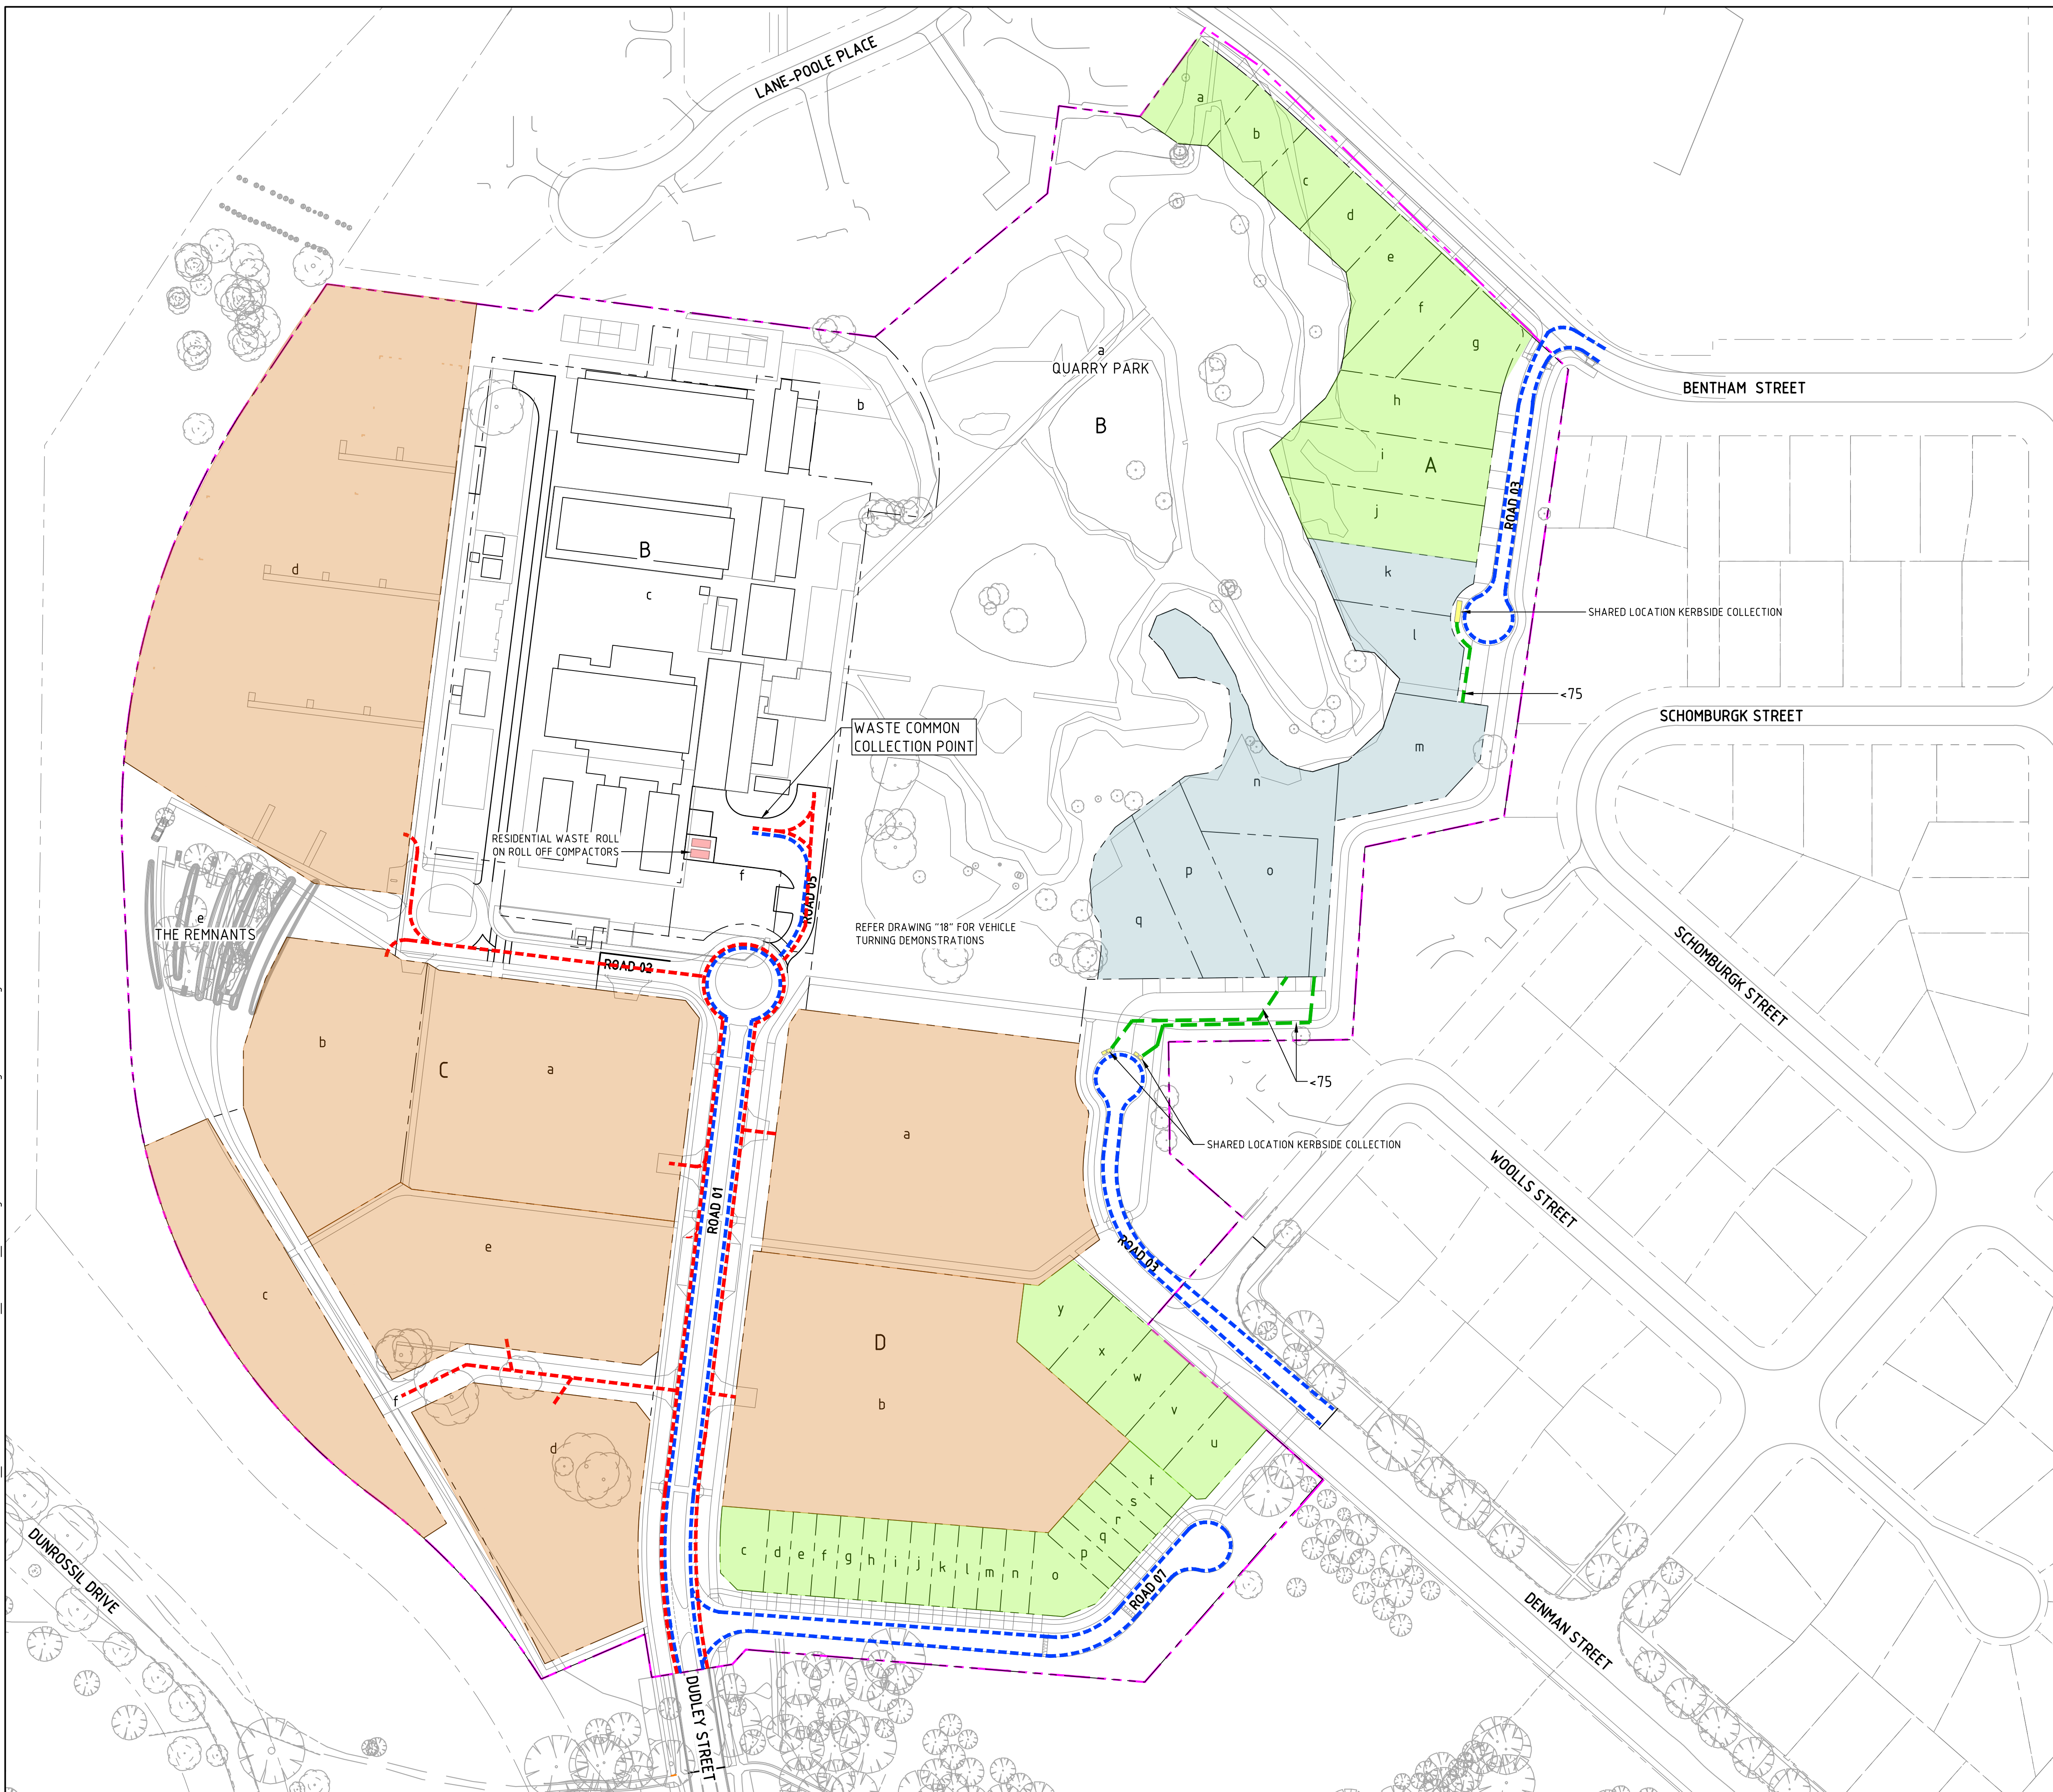 LANE-POOLE PLACE
a
b
c
d
e
f
g
h
i
A
j
k
l
m
n
o
p
q
BENTHAM STREET
ROAD 03
SHARED LOCATION KERBSIDE COLLECTION
<75
SCHOMBURGK STREET
SCHOMBURGK STREET
a
QUARRY PARK
B
b
B
c
d
WASTE COMMON
COLLECTION POINT
RESIDENTIAL WASTE ROLL
ON ROLL OFF COMPACTORS
f
ROAD 05
REFER DRAWING "18" FOR VEHICLE
TURNING DEMONSTRATIONS
e
THE REMNANTS
ROAD 02
b
C
a
<75
SHARED LOCATION KERBSIDE COLLECTION
WOOLLS STREET
a
ROAD 01
ROAD 03
e
c
D
b
f
d
y
x
w
v
u
t
s
r
q
p
c
d
e
f
g
h
i
j
k
l
m
n
o
ROAD 07
DUNROSSIL DRIVE
DENMAN STREET
DUDLEY STREET